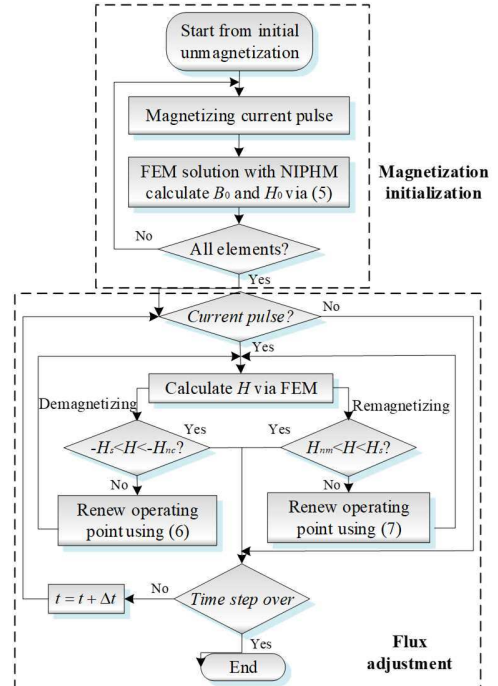 Start from initial
unmagnetization
Magnetizing current pulse
FEM solution with NIPHM
calculate B₀ and H₀ via (5)
Magnetization
initialization
No
All elements?
Yes
Current pulse?
No
Yes
Calculate H via FEM
Demagnetizing
Remagnetizing
Yes
Yes
-Hₛ<H<-Hnc?
Hnm<H<Hₛ?
No
No
Renew operating
point using (6)
Renew operating
point using (7)
t = t + Δt
No
Time step over
Yes
End
Flux
adjustment